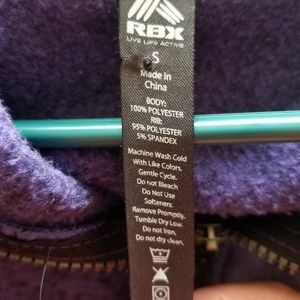 RBX
LIVE LIFE ACTIVE
S
Made in
China
BODY:
100% POLYESTER
RIB:
95% POLYESTER
5% SPANDEX
Machine Wash Cold
With Like Colors.
Gentle Cycle.
Do not Bleach
Do Not Use
Softeners.
Remove Promptly.
Tumble Dry Low.
Do not Iron.
Do not dry clean.